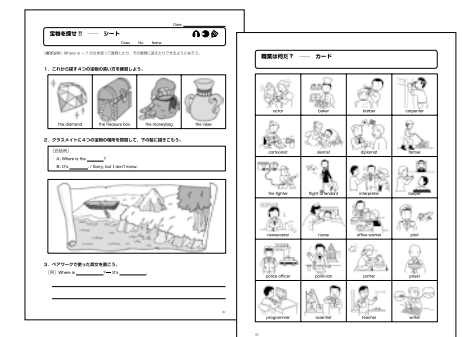 Date
宝物を探せ!! ―― シート
Class No. Name
1. これから探す4つの宝物の言い方を練習しよう。
the diamond
the treasure box
the moneybag
the vase
2. クラスメイトに4つの宝物の場所を質問して、下の絵に書きこもう。
A: Where is the ______?
B: It's ______. / Sorry, but I don't know.
3. ペアワークで使った英文を書こう。
(例) Where is ______? ― It's ______.
職業は何だ? ―― カード
actor
baker
barber
carpenter
cartoonist
dentist
diplomat
farmer
fire fighter
flight attendant
interpreter
lawyer
newscaster
nurse
office worker
pilot
police officer
politician
porter
priest
programmer
scientist
teacher
writer